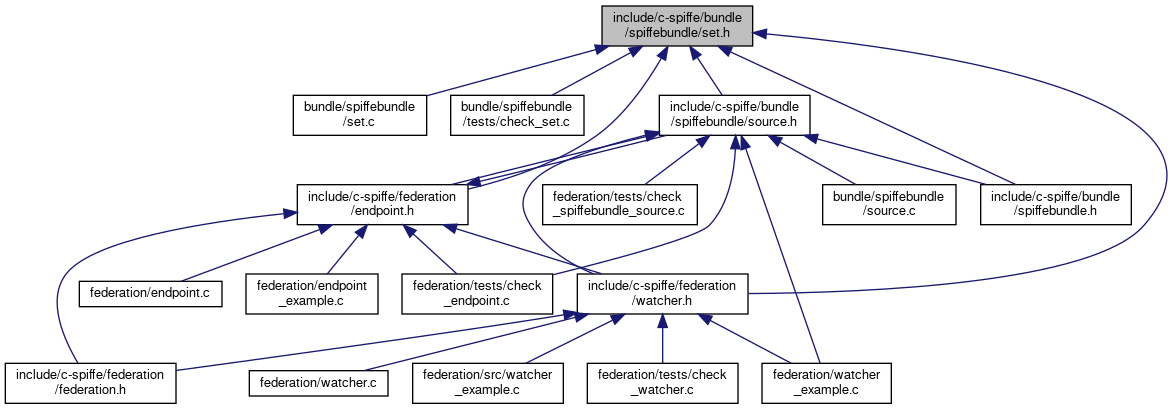 include/c-spiffe/bundle
/spiffebundle/set.h
bundle/spiffebundle
/set.c
bundle/spiffebundle
/tests/check_set.c
include/c-spiffe/bundle
/spiffebundle/source.h
include/c-spiffe/federation
/endpoint.h
federation/tests/check
_spiffebundle_source.c
bundle/spiffebundle
/source.c
include/c-spiffe/bundle
/spiffebundle.h
federation/endpoint.c
federation/endpoint
_example.c
federation/tests/check
_endpoint.c
include/c-spiffe/federation
/watcher.h
include/c-spiffe/federation
/federation.h
federation/watcher.c
federation/src/watcher
_example.c
federation/tests/check
_watcher.c
federation/watcher
_example.c